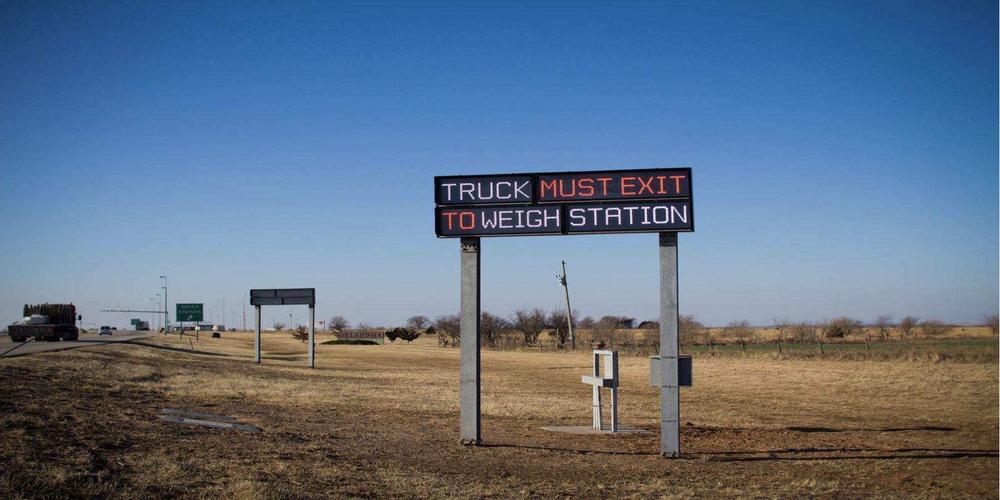 TRUCK MUST EXIT
TO WEIGH STATION
WEIGH
STATION
OKLAHOMA